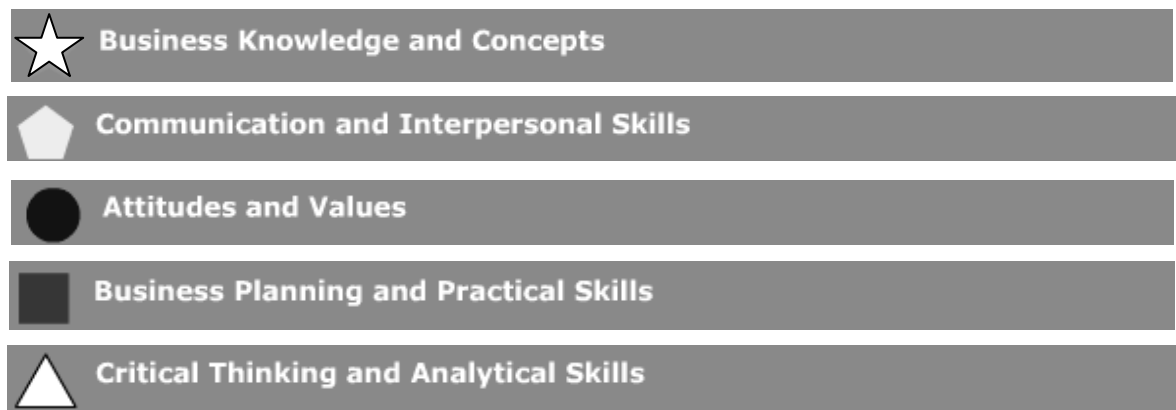 Business Knowledge and Concepts
Communication and Interpersonal Skills
Attitudes and Values
Business Planning and Practical Skills
Critical Thinking and Analytical Skills